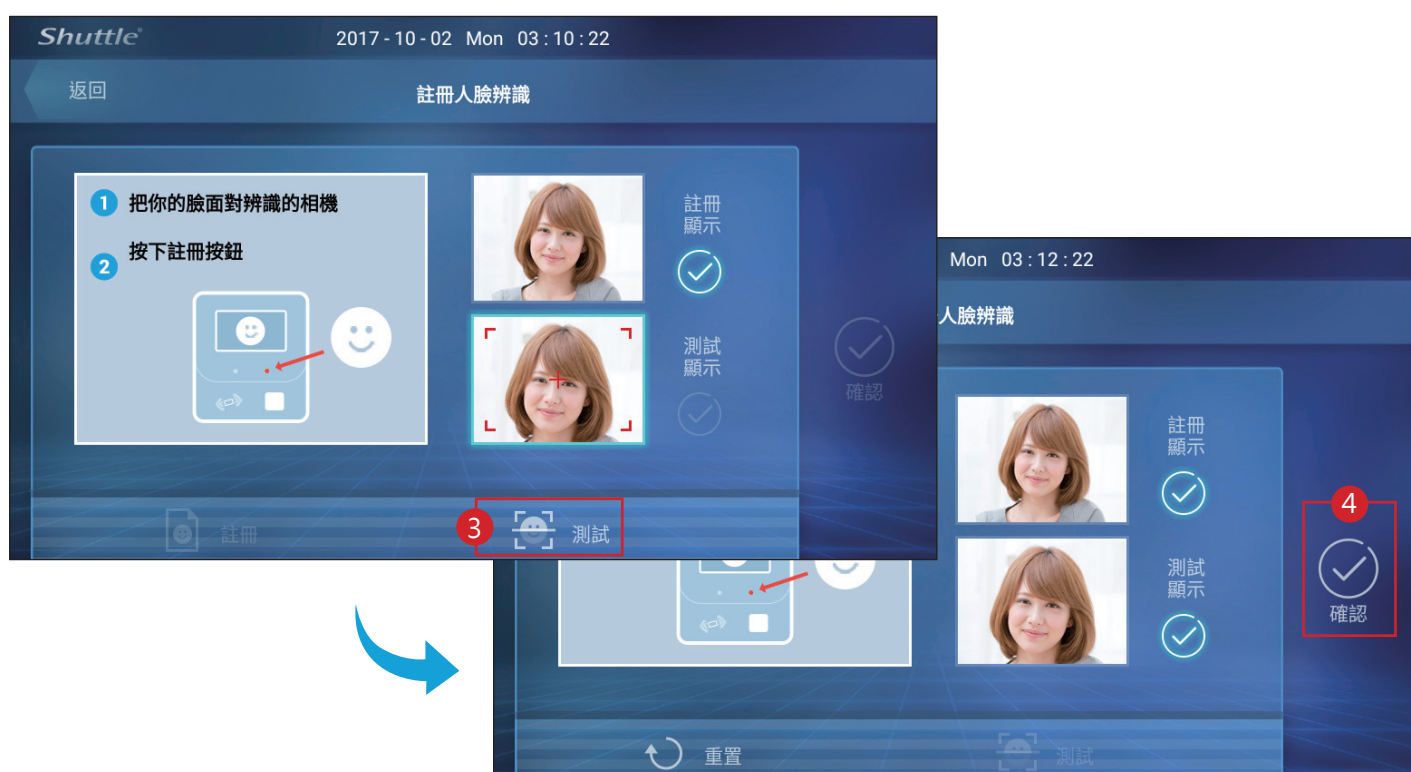 Shuttle®
2017-10-02 Mon 03:10:22
返回
註冊人臉辨識
1 把你的臉面對辨識的相機
2 按下註冊按鈕
註冊
顯示
測試
顯示
確認
註冊
3 測試
Mon 03:12:22
人臉辨識
註冊
顯示
測試
顯示
4
確認
重置
測試